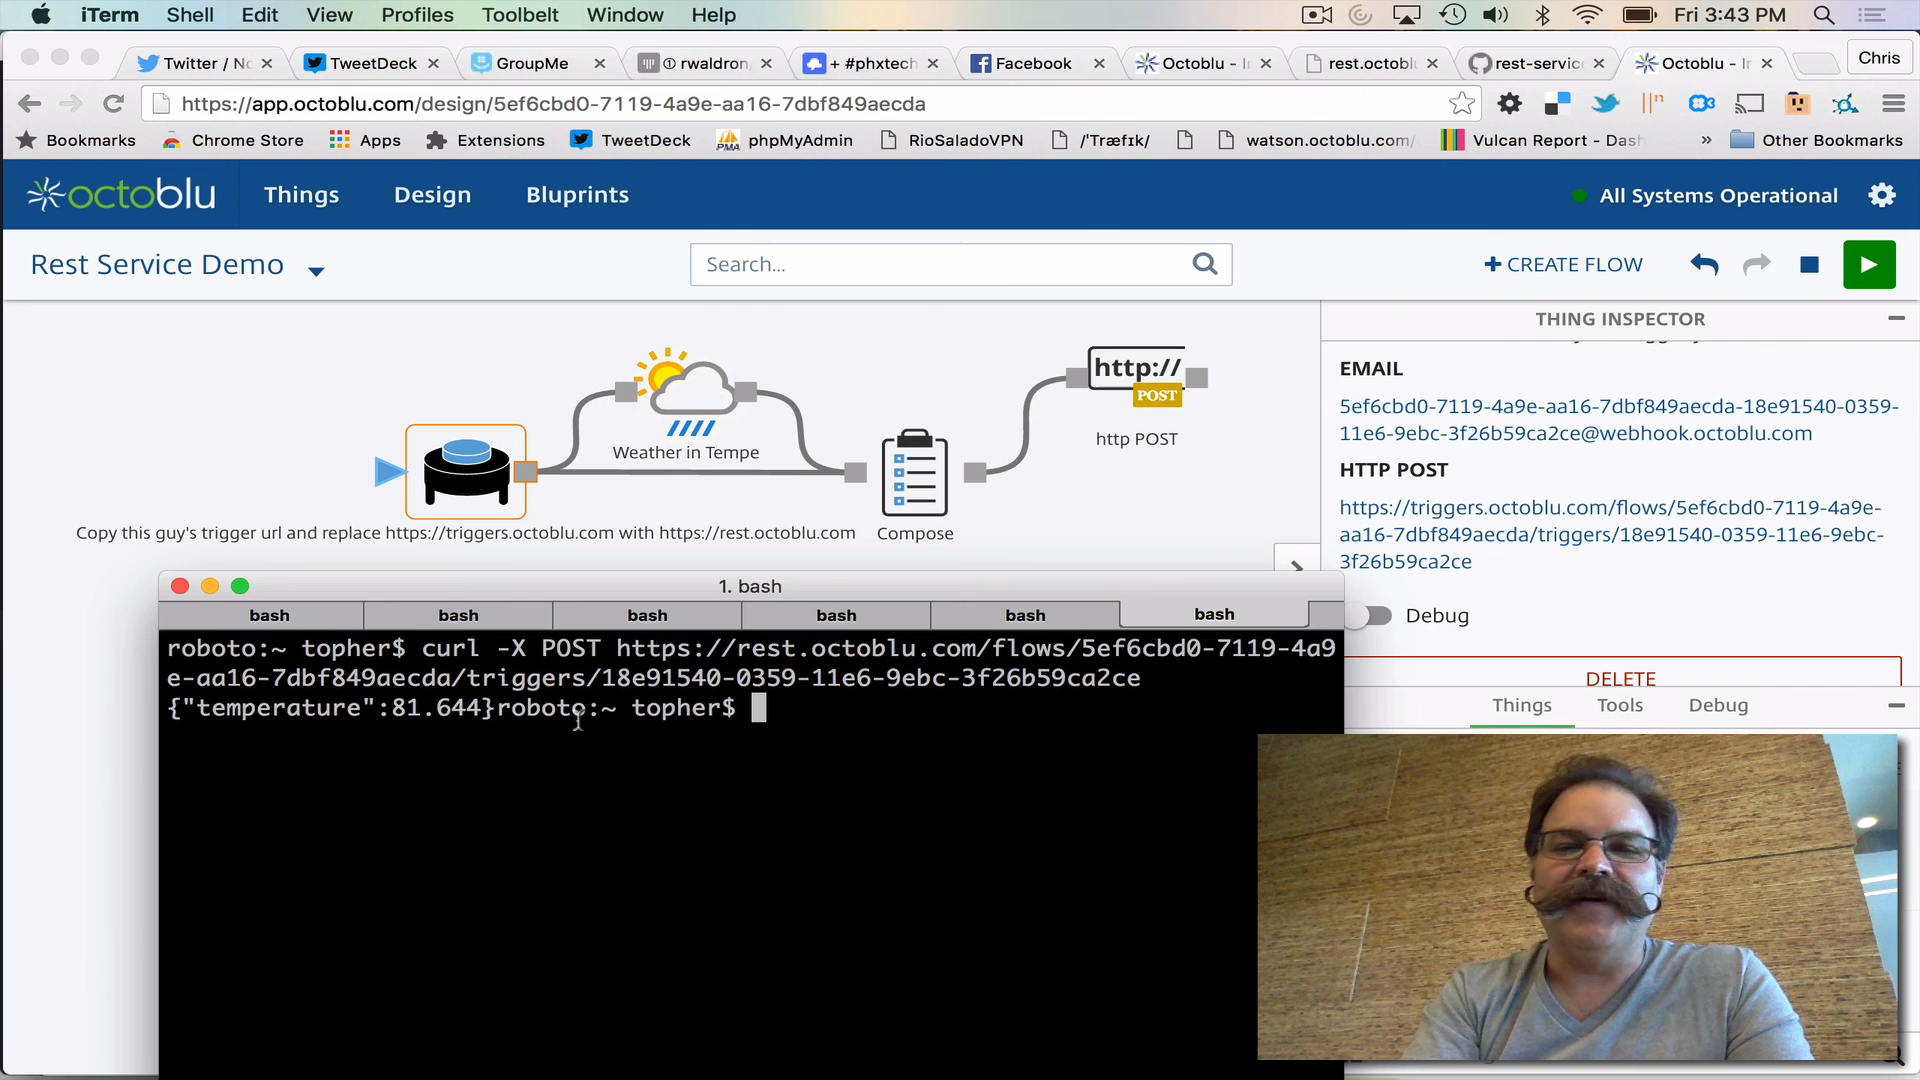 iTerm Shell Edit View Profiles Toolbelt Window Help Fri 3:43 PM
Twitter / No TweetDeck GroupMe ① rwaldron, + #phxtech Facebook Octoblu - Ir rest.octoblu rest-service Octoblu - Ir Chris
https://app.octoblu.com/design/5ef6cbd0-7119-4a9e-aa16-7dbf849aecda
Bookmarks Chrome Store Apps Extensions TweetDeck phpMyAdmin RioSaladoVPN /'Træfɪk/ watson.octoblu.com/ Vulcan Report - Dash » Other Bookmarks
octoblu Things Design Bluprints All Systems Operational
Rest Service Demo Search... + CREATE FLOW
THING INSPECTOR
EMAIL
5ef6cbd0-7119-4a9e-aa16-7dbf849aecda-18e91540-0359-
11e6-9ebc-3f26b59ca2ce@webhook.octoblu.com
HTTP POST
https://triggers.octoblu.com/flows/5ef6cbd0-7119-4a9e-
aa16-7dbf849aecda/triggers/18e91540-0359-11e6-9ebc-
3f26b59ca2ce
Debug
DELETE
Things Tools Debug
http://
POST
http POST
Weather in Tempe
Copy this guy's trigger url and replace https://triggers.octoblu.com with https://rest.octoblu.com
Compose
1. bash
bash bash bash bash bash bash
roboto:~ topher$ curl -X POST https://rest.octoblu.com/flows/5ef6cbd0-7119-4a9
e-aa16-7dbf849aecda/triggers/18e91540-0359-11e6-9ebc-3f26b59ca2ce
{"temperature":81.644}roboto:~ topher$